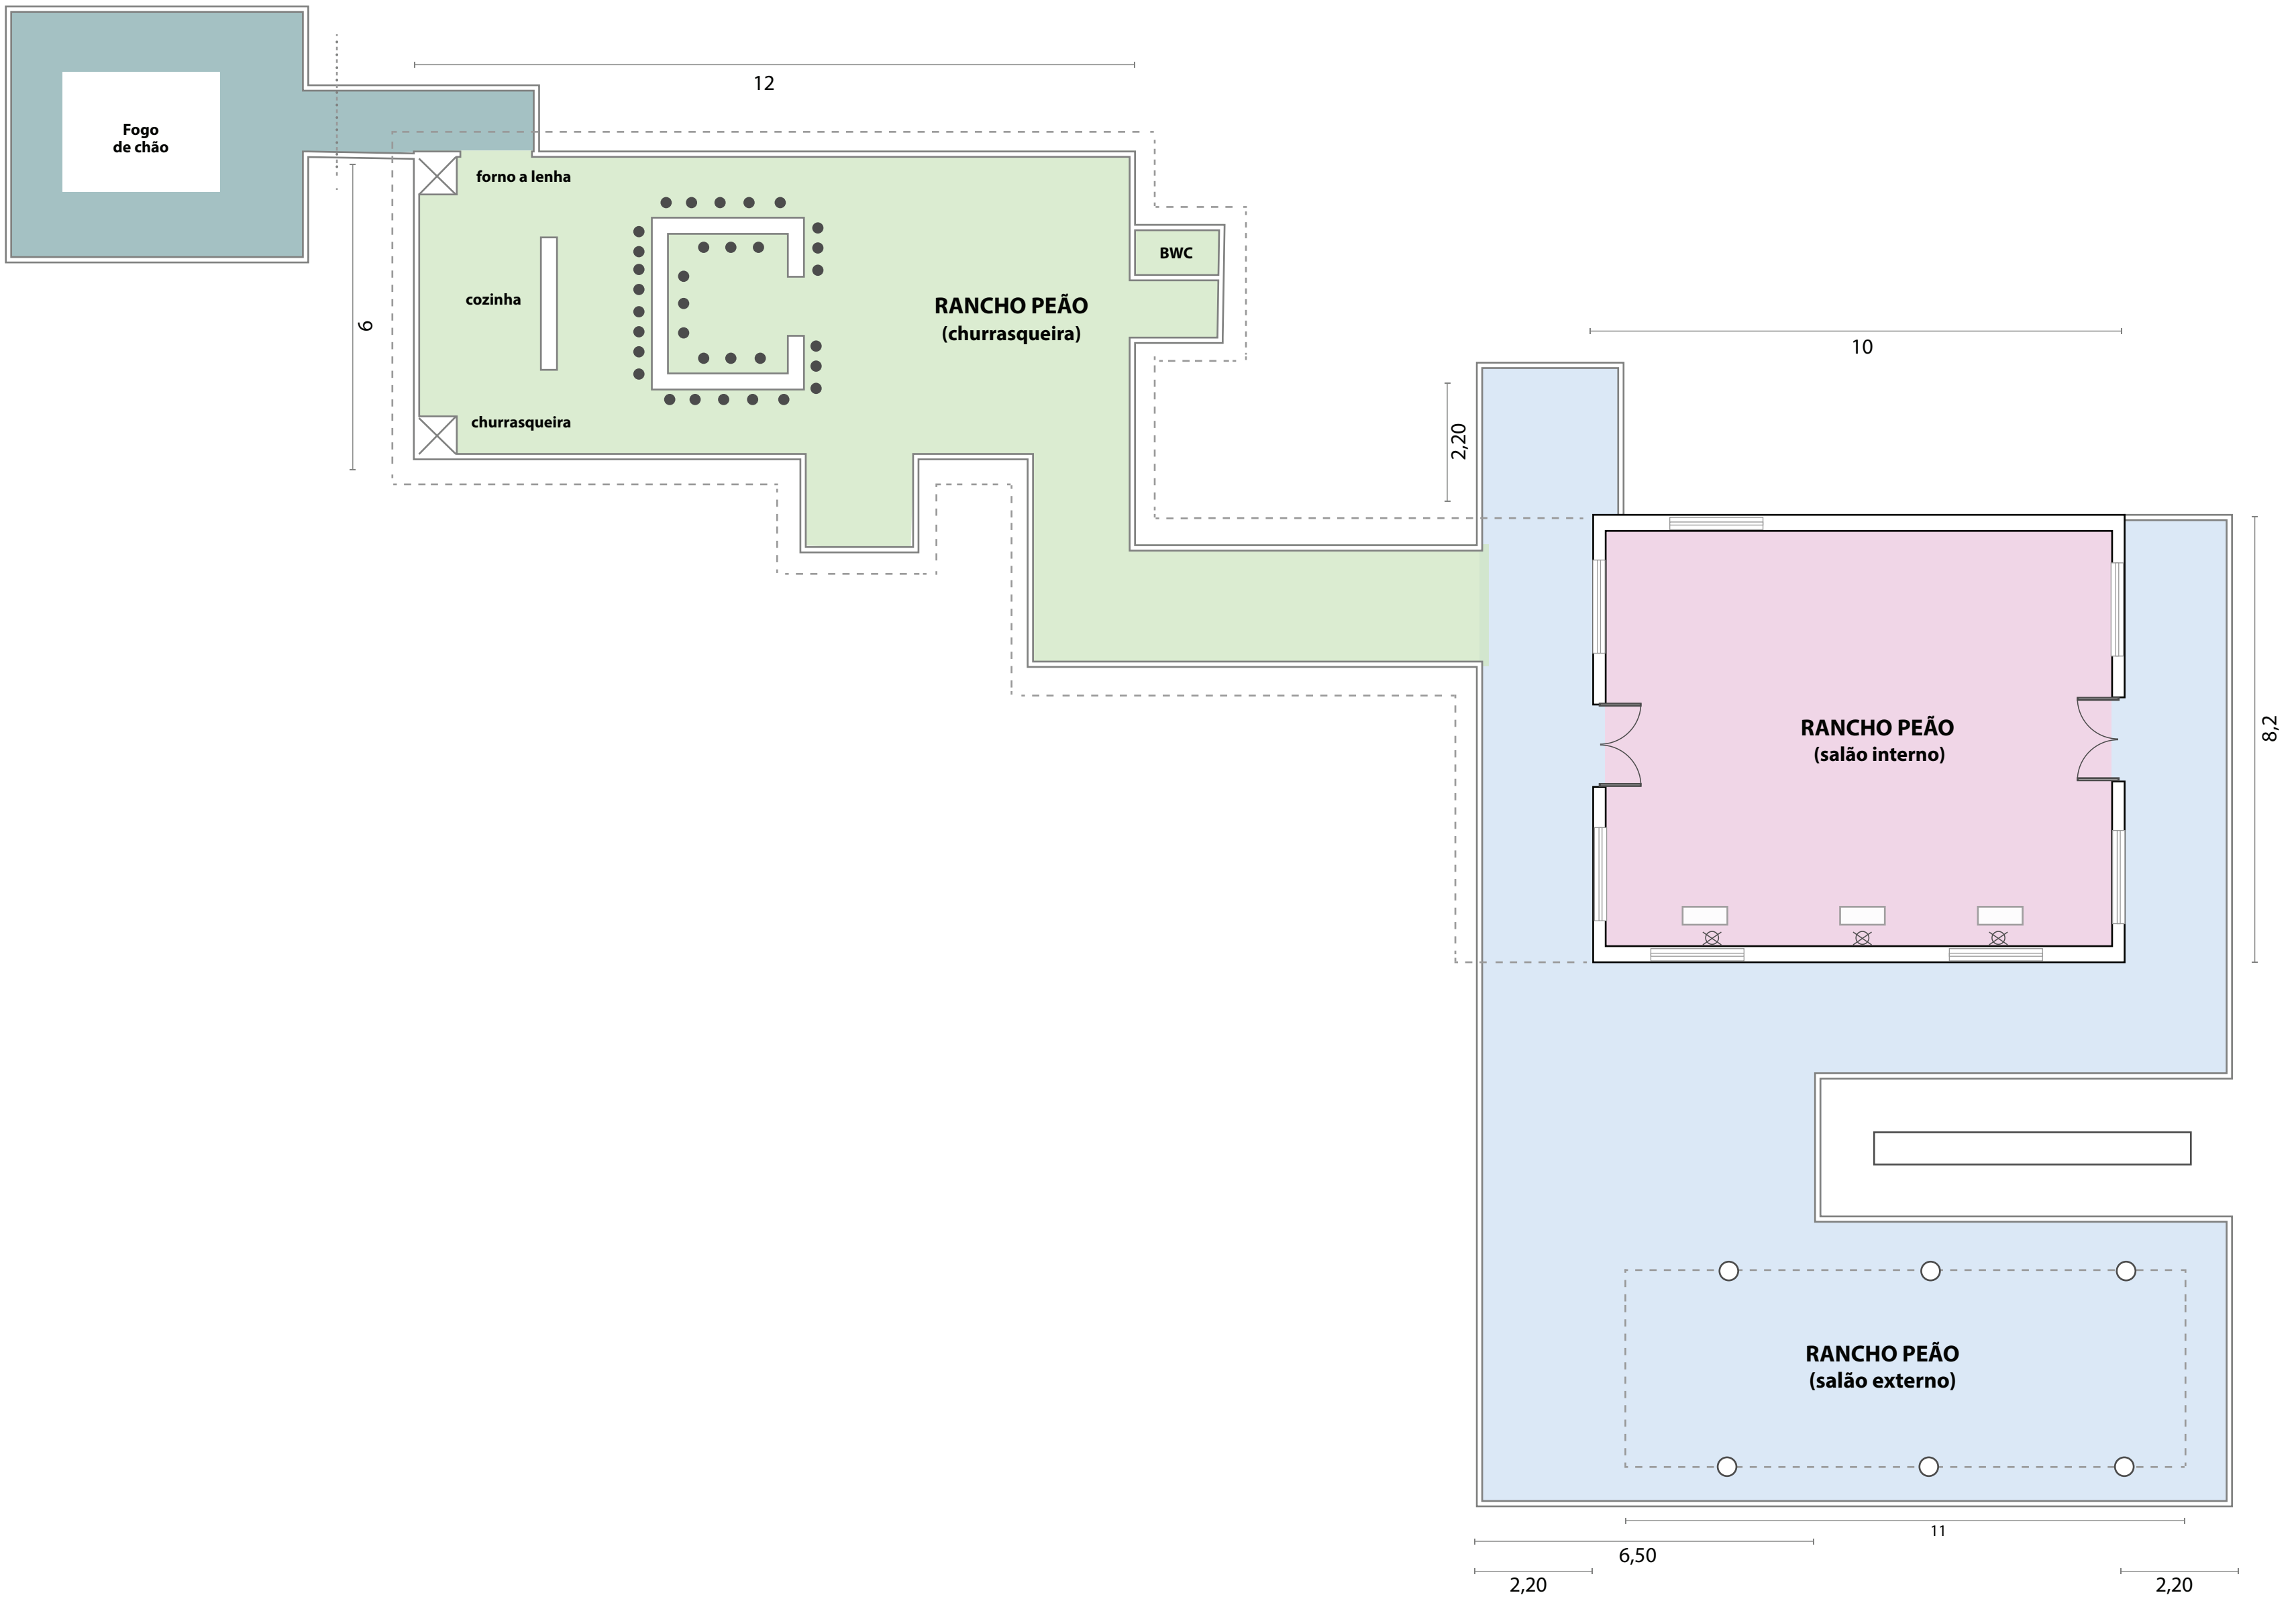 12
Fogo
de chão
forno a lenha
BWC
cozinha
6
RANCHO PEÃO
(churrasqueira)
churrasqueira
10
2,20
RANCHO PEÃO
(salão interno)
8,2
RANCHO PEÃO
(salão externo)
11
6,50
2,20
2,20